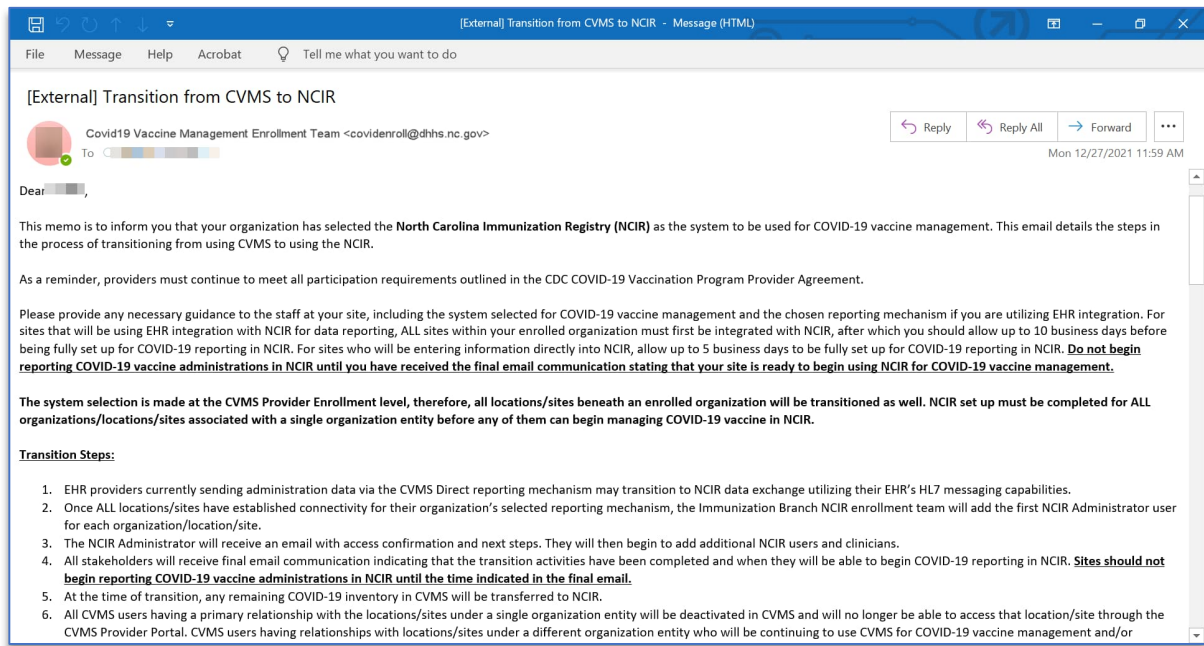 [External] Transition from CVMS to NCIR - Message (HTML)
File Message Help Acrobat Tell me what you want to do
[External] Transition from CVMS to NCIR
Covid19 Vaccine Management Enrollment Team <covidenroll@dhhs.nc.gov>
To
Reply Reply All Forward
Mon 12/27/2021 11:59 AM
Dear ,
This memo is to inform you that your organization has selected the North Carolina Immunization Registry (NCIR) as the system to be used for COVID-19 vaccine management. This email details the steps in
the process of transitioning from using CVMS to using the NCIR.
As a reminder, providers must continue to meet all participation requirements outlined in the CDC COVID-19 Vaccination Program Provider Agreement.
Please provide any necessary guidance to the staff at your site, including the system selected for COVID-19 vaccine management and the chosen reporting mechanism if you are utilizing EHR integration. For
sites that will be using EHR integration with NCIR for data reporting, ALL sites within your enrolled organization must first be integrated with NCIR, after which you should allow up to 10 business days before
being fully set up for COVID-19 reporting in NCIR. For sites who will be entering information directly into NCIR, allow up to 5 business days to be fully set up for COVID-19 reporting in NCIR. Do not begin
reporting COVID-19 vaccine administrations in NCIR until you have received the final email communication stating that your site is ready to begin using NCIR for COVID-19 vaccine management.
The system selection is made at the CVMS Provider Enrollment level, therefore, all locations/sites beneath an enrolled organization will be transitioned as well. NCIR set up must be completed for ALL
organizations/locations/sites associated with a single organization entity before any of them can begin managing COVID-19 vaccine in NCIR.
Transition Steps:
1. EHR providers currently sending administration data via the CVMS Direct reporting mechanism may transition to NCIR data exchange utilizing their EHR's HL7 messaging capabilities.
2. Once ALL locations/sites have established connectivity for their organization's selected reporting mechanism, the Immunization Branch NCIR enrollment team will add the first NCIR Administrator user
for each organization/location/site.
3. The NCIR Administrator will receive an email with access confirmation and next steps. They will then begin to add additional NCIR users and clinicians.
4. All stakeholders will receive final email communication indicating that the transition activities have been completed and when they will be able to begin COVID-19 reporting in NCIR. Sites should not
begin reporting COVID-19 vaccine administrations in NCIR until the time indicated in the final email.
5. At the time of transition, any remaining COVID-19 inventory in CVMS will be transferred to NCIR.
6. All CVMS users having a primary relationship with the locations/sites under a single organization entity will be deactivated in CVMS and will no longer be able to access that location/site through the
CVMS Provider Portal. CVMS users having relationships with locations/sites under a different organization entity who will be continuing to use CVMS for COVID-19 vaccine management and/or